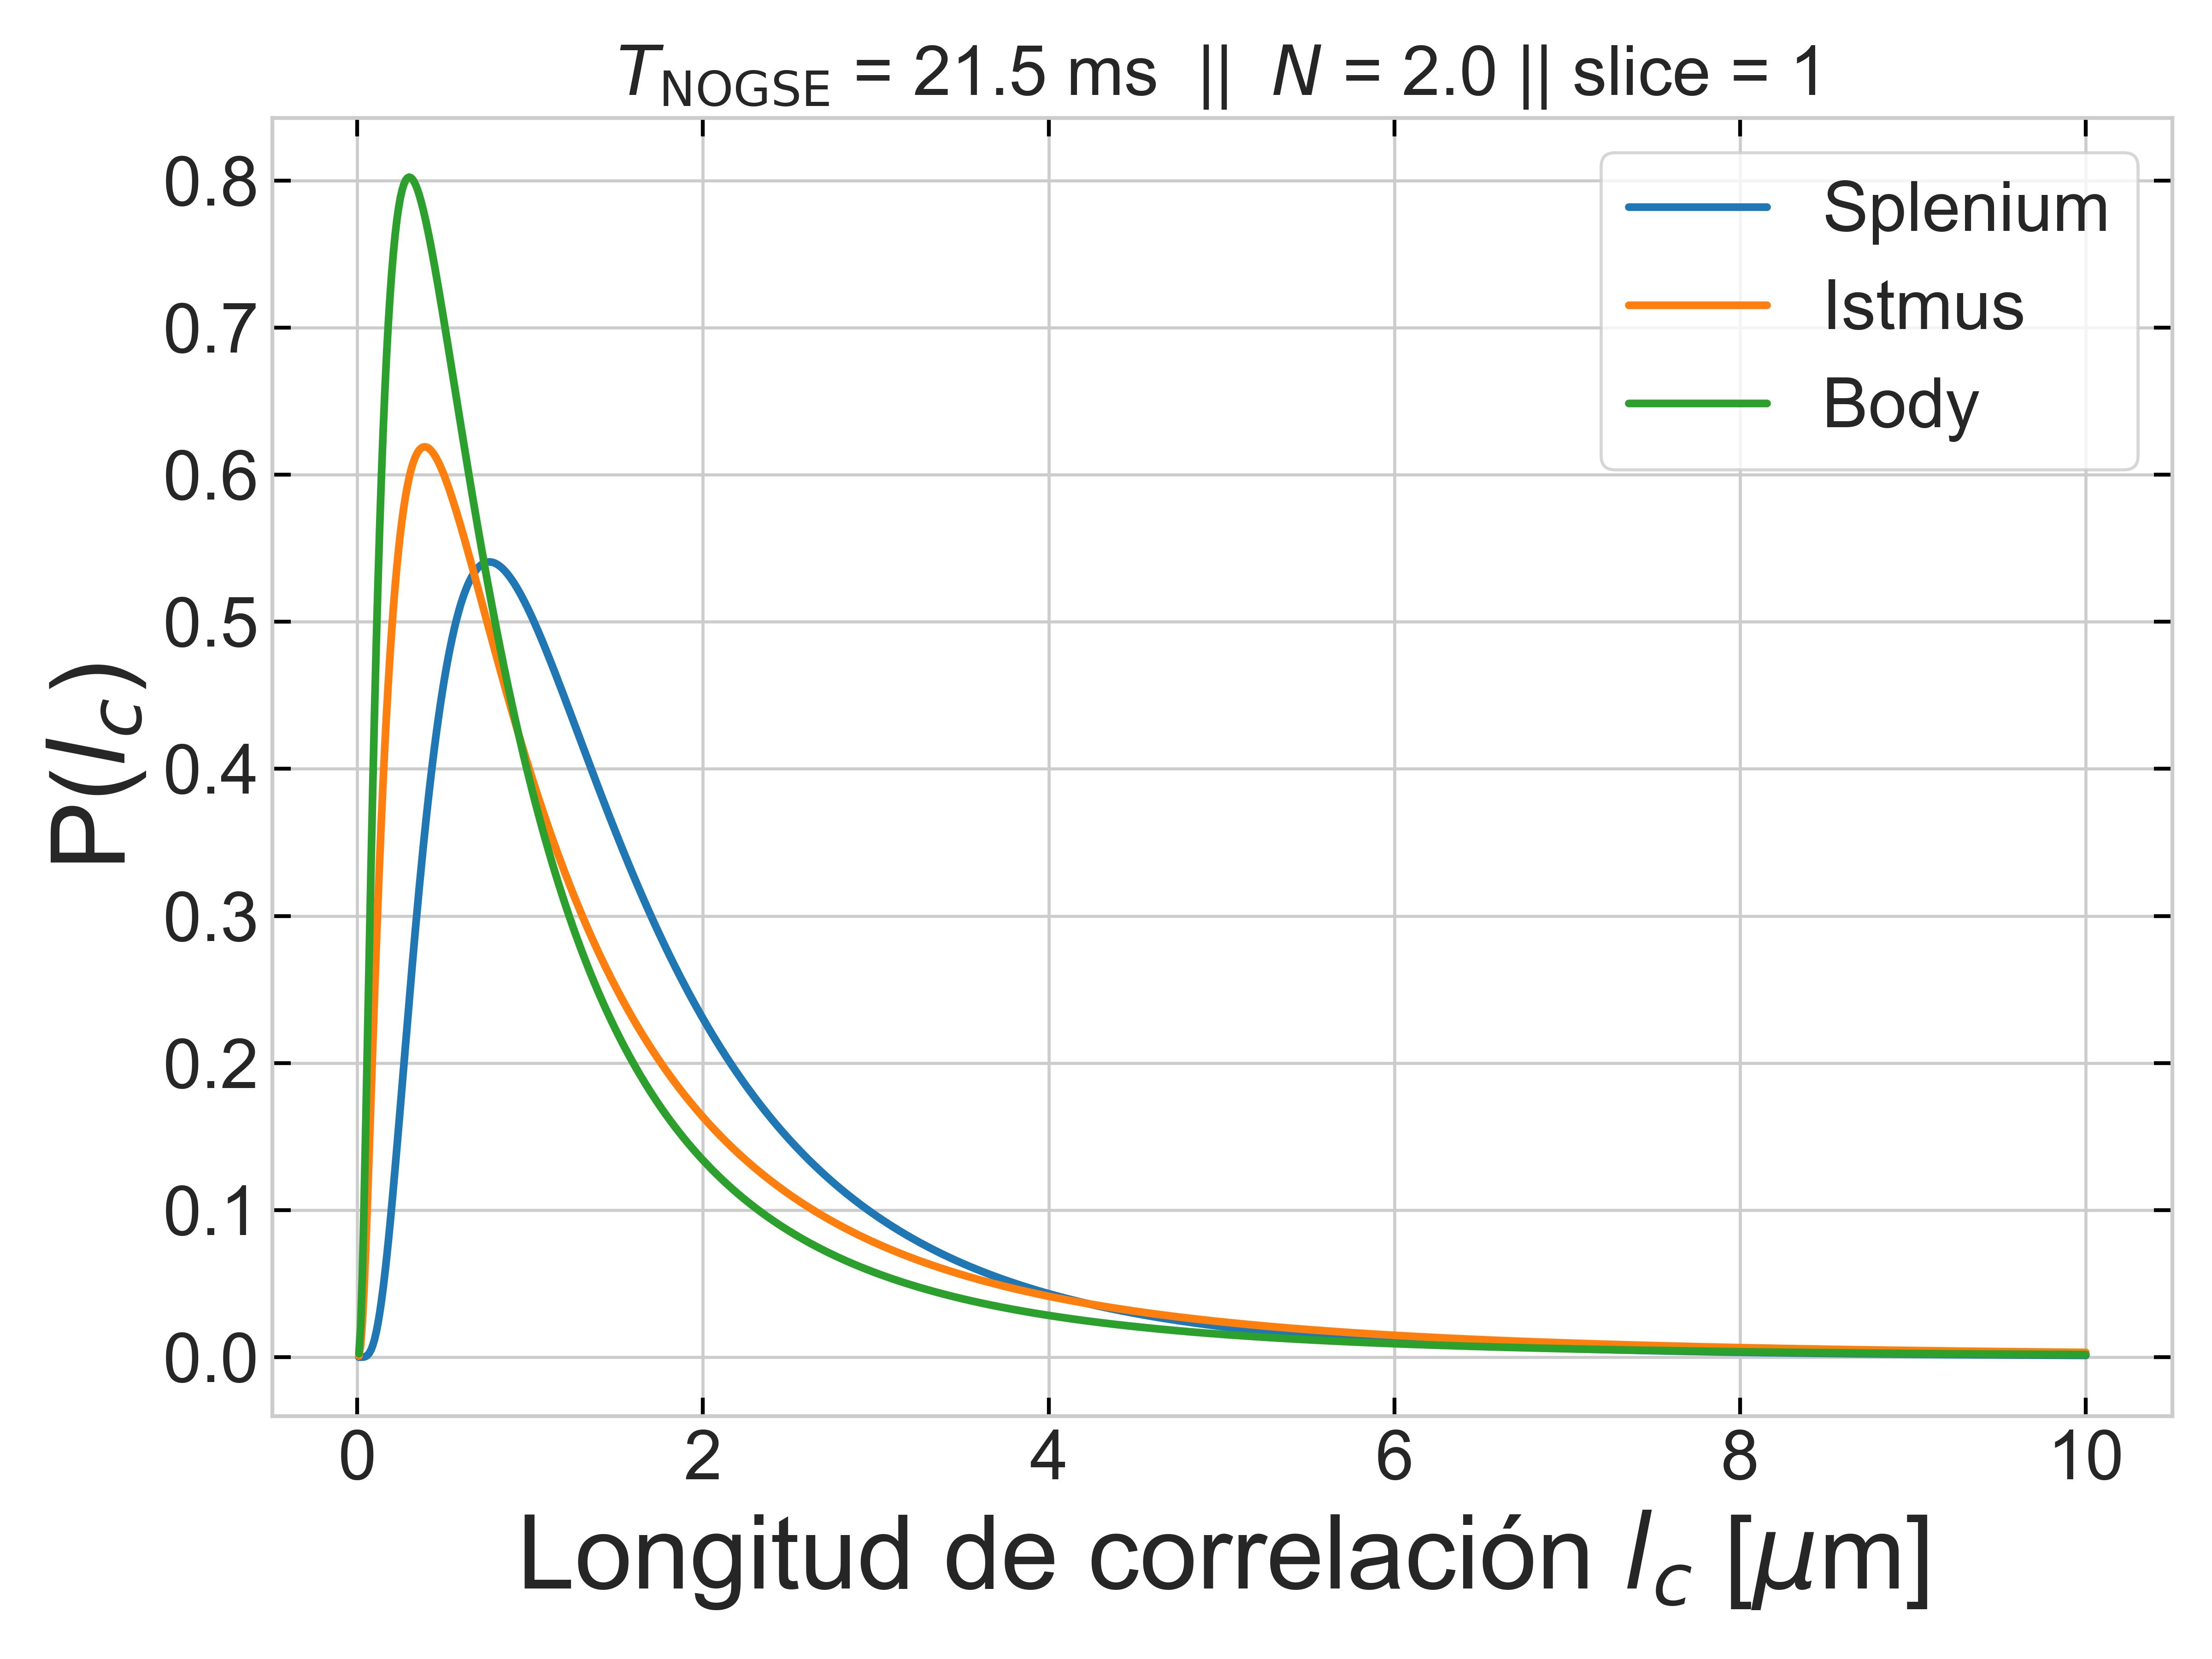 T_NOGSE = 21.5 ms || N = 2.0 || slice = 1
Splenium
Istmus
Body
P(l_c)
0.8
0.7
0.6
0.5
0.4
0.3
0.2
0.1
0.0
0 2 4 6 8 10
Longitud de correlación l_c [μm]